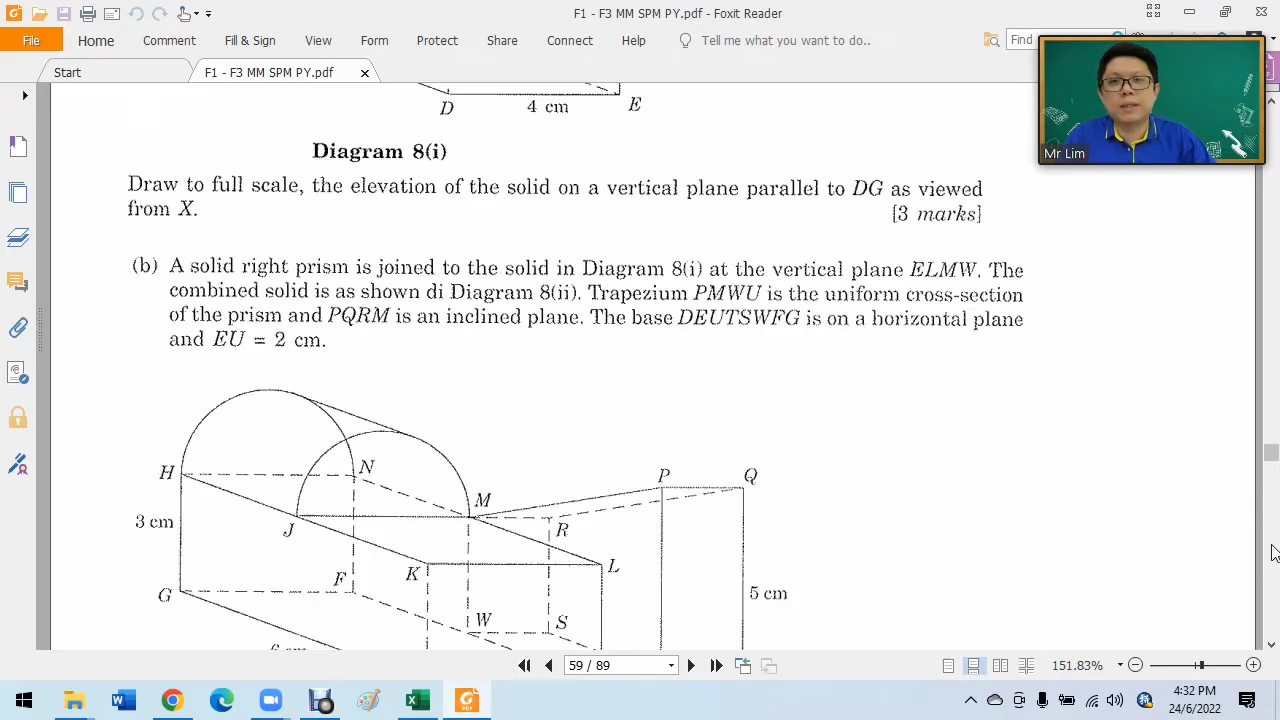 F1 - F3 MM SPM PY.pdf - Foxit Reader
File Home Comment Fill & Sign View Form Protect Share Connect Help Tell me what you want to do.. Find
Start F1 - F3 MM SPM PY.pdf
Mr Lim
D 4 cm E
Diagram 8(i)
Draw to full scale, the elevation of the solid on a vertical plane parallel to DG as viewed
from X. [3 marks]
(b) A solid right prism is joined to the solid in Diagram 8(i) at the vertical plane ELMW. The
combined solid is as shown di Diagram 8(ii). Trapezium PMWU is the uniform cross-section
of the prism and PQRM is an inclined plane. The base DEUTSWFG is on a horizontal plane
and EU = 2 cm.
H N P Q
M
3 cm J R
K L
G F 5 cm
W S
59 / 89 151.83%
4:32 PM
24/6/2022